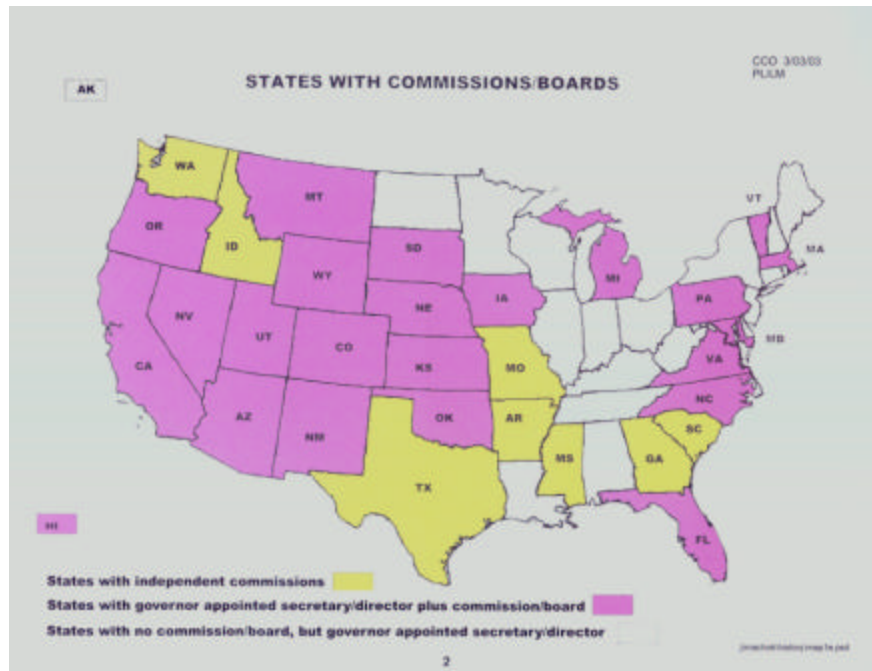 CCO 3/03/03
PL/LM
STATES WITH COMMISSIONS/BOARDS
AK
WA
MT
VT
OR
ID
SD
MA
WY
MI
IA
PA
NE
NV
UT
CO
MD
VA
CA
KS
MO
NC
AZ
OK
AR
SC
NM
MS
GA
TX
HI
FL
States with independent commissions
States with governor appointed secretary/director plus commission/board
States with no commission/board, but governor appointed secretary/director
2